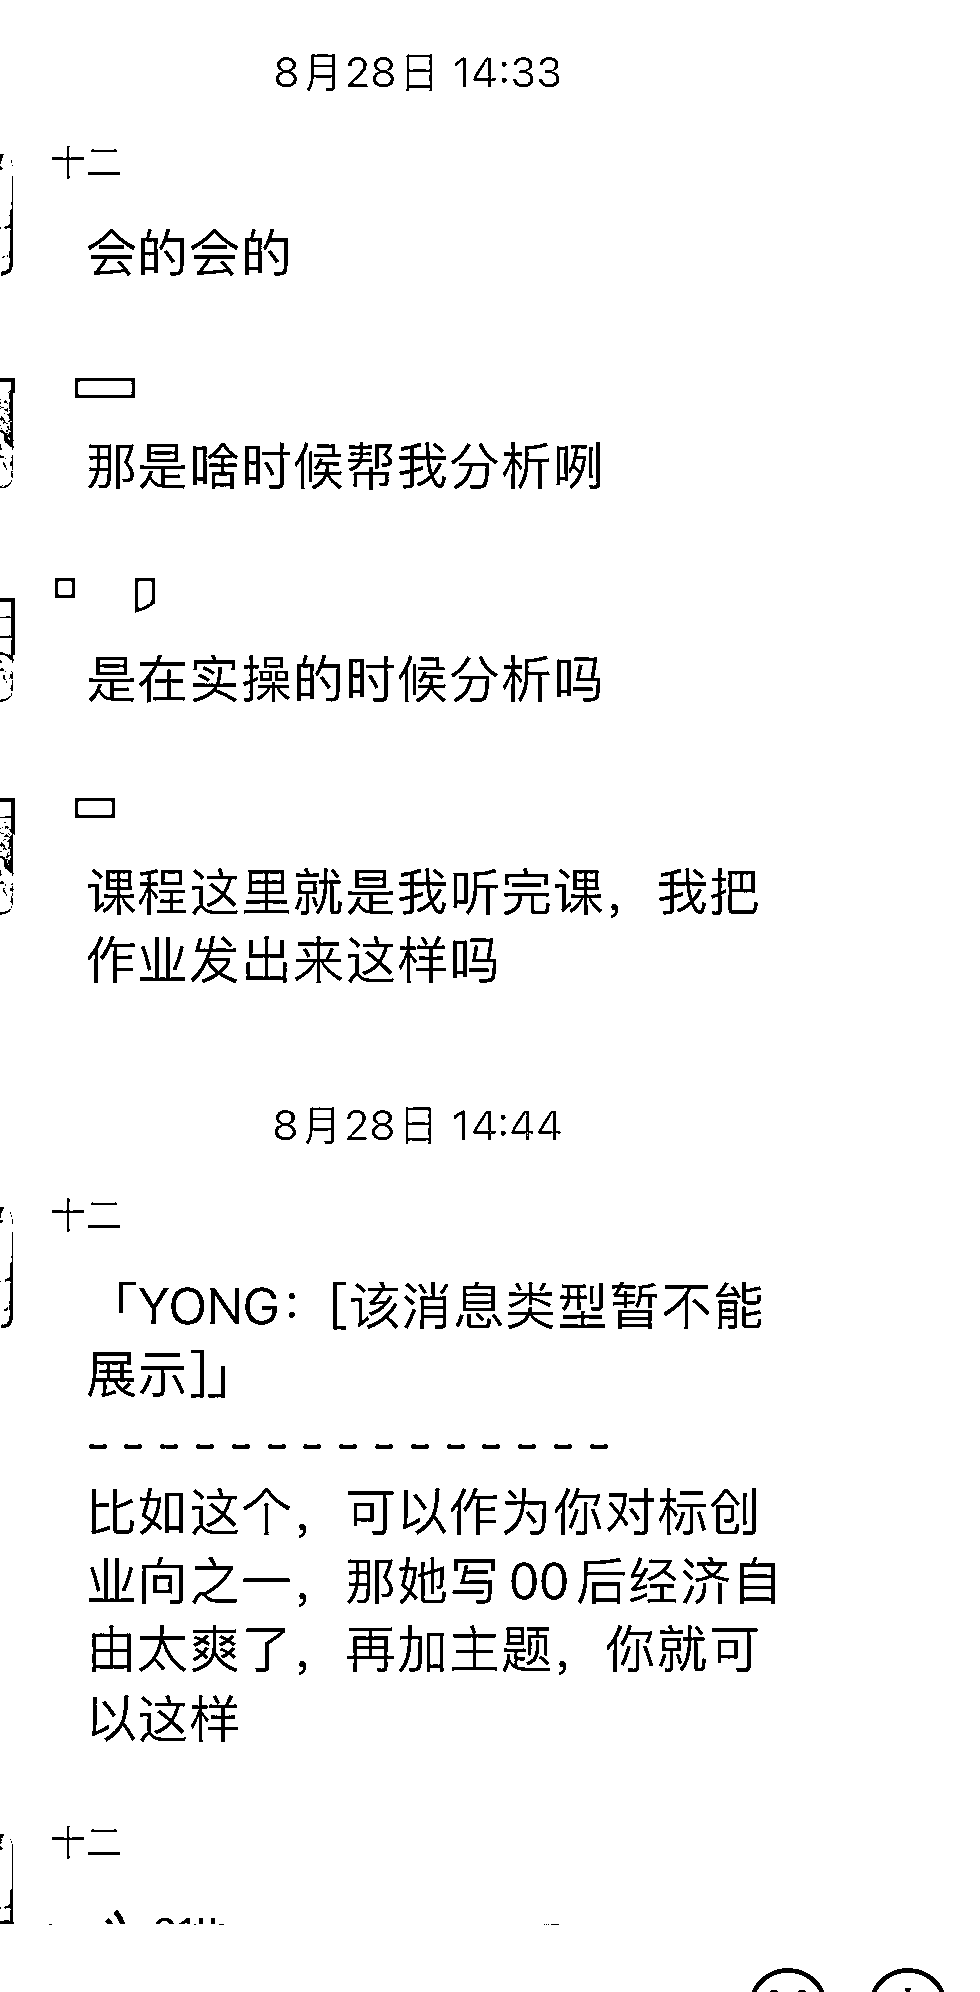 8月28日 14:33
十二
会的会的
那是啥时候帮我分析咧
是在实操的时候分析吗
课程这里就是我听完课，我把
作业发出来这样吗
8月28日 14:44
十二
「YONG：[该消息类型暂不能
展示]」
- - - - - - - - - - - - - - -
比如这个，可以作为你对标创
业向之一，那她写00后经济自
由太爽了，再加主题，你就可
以这样
十二